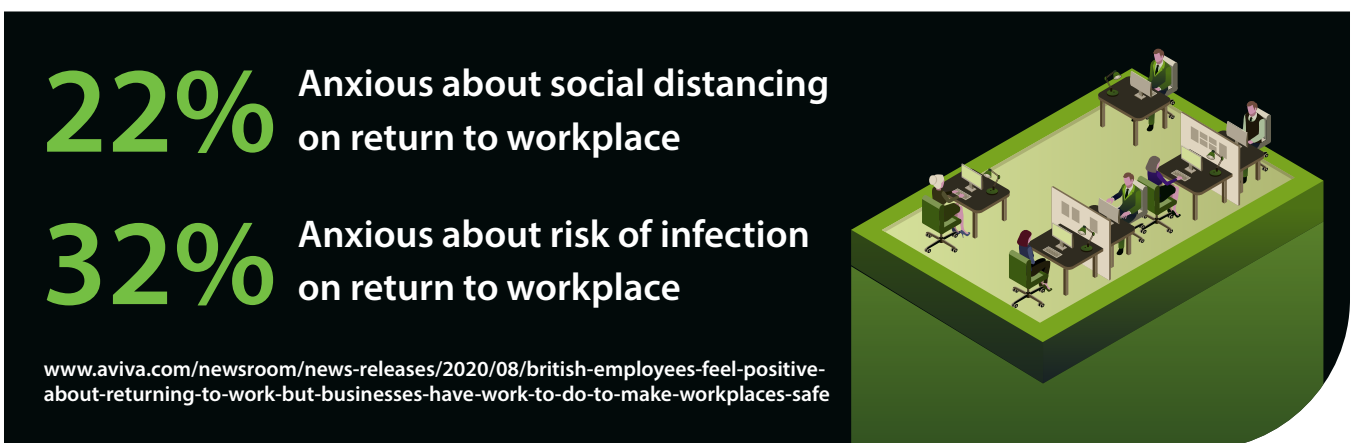 22%
Anxious about social distancing
on return to workplace
32%
Anxious about risk of infection
on return to workplace
www.aviva.com/newsroom/news-releases/2020/08/british-employees-feel-positive-
about-returning-to-work-but-businesses-have-work-to-do-to-make-workplaces-safe